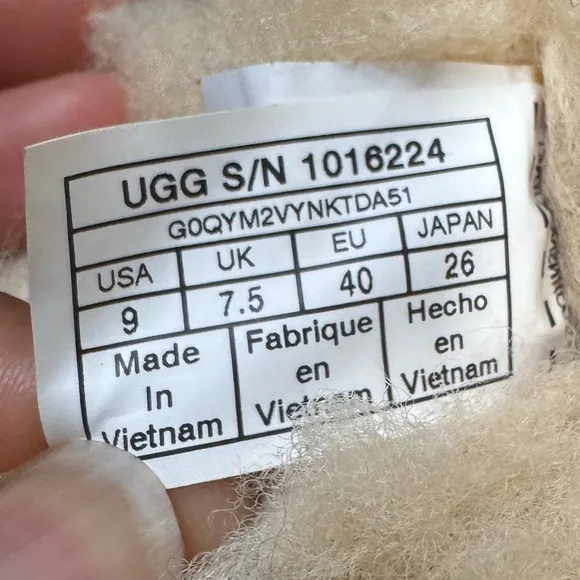 UGG S/N 1016224
G0QYM2VYNKTDA51
USA UK EU JAPAN
9 7.5 40 26
Made Fabrique Hecho
In en en
Vietnam Vietnam Vietnam